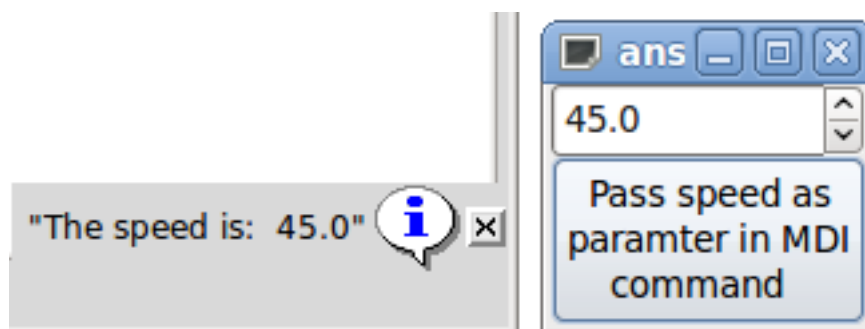 "The speed is:  45.0"
ans
45.0
Pass speed as
paramter in MDI
command